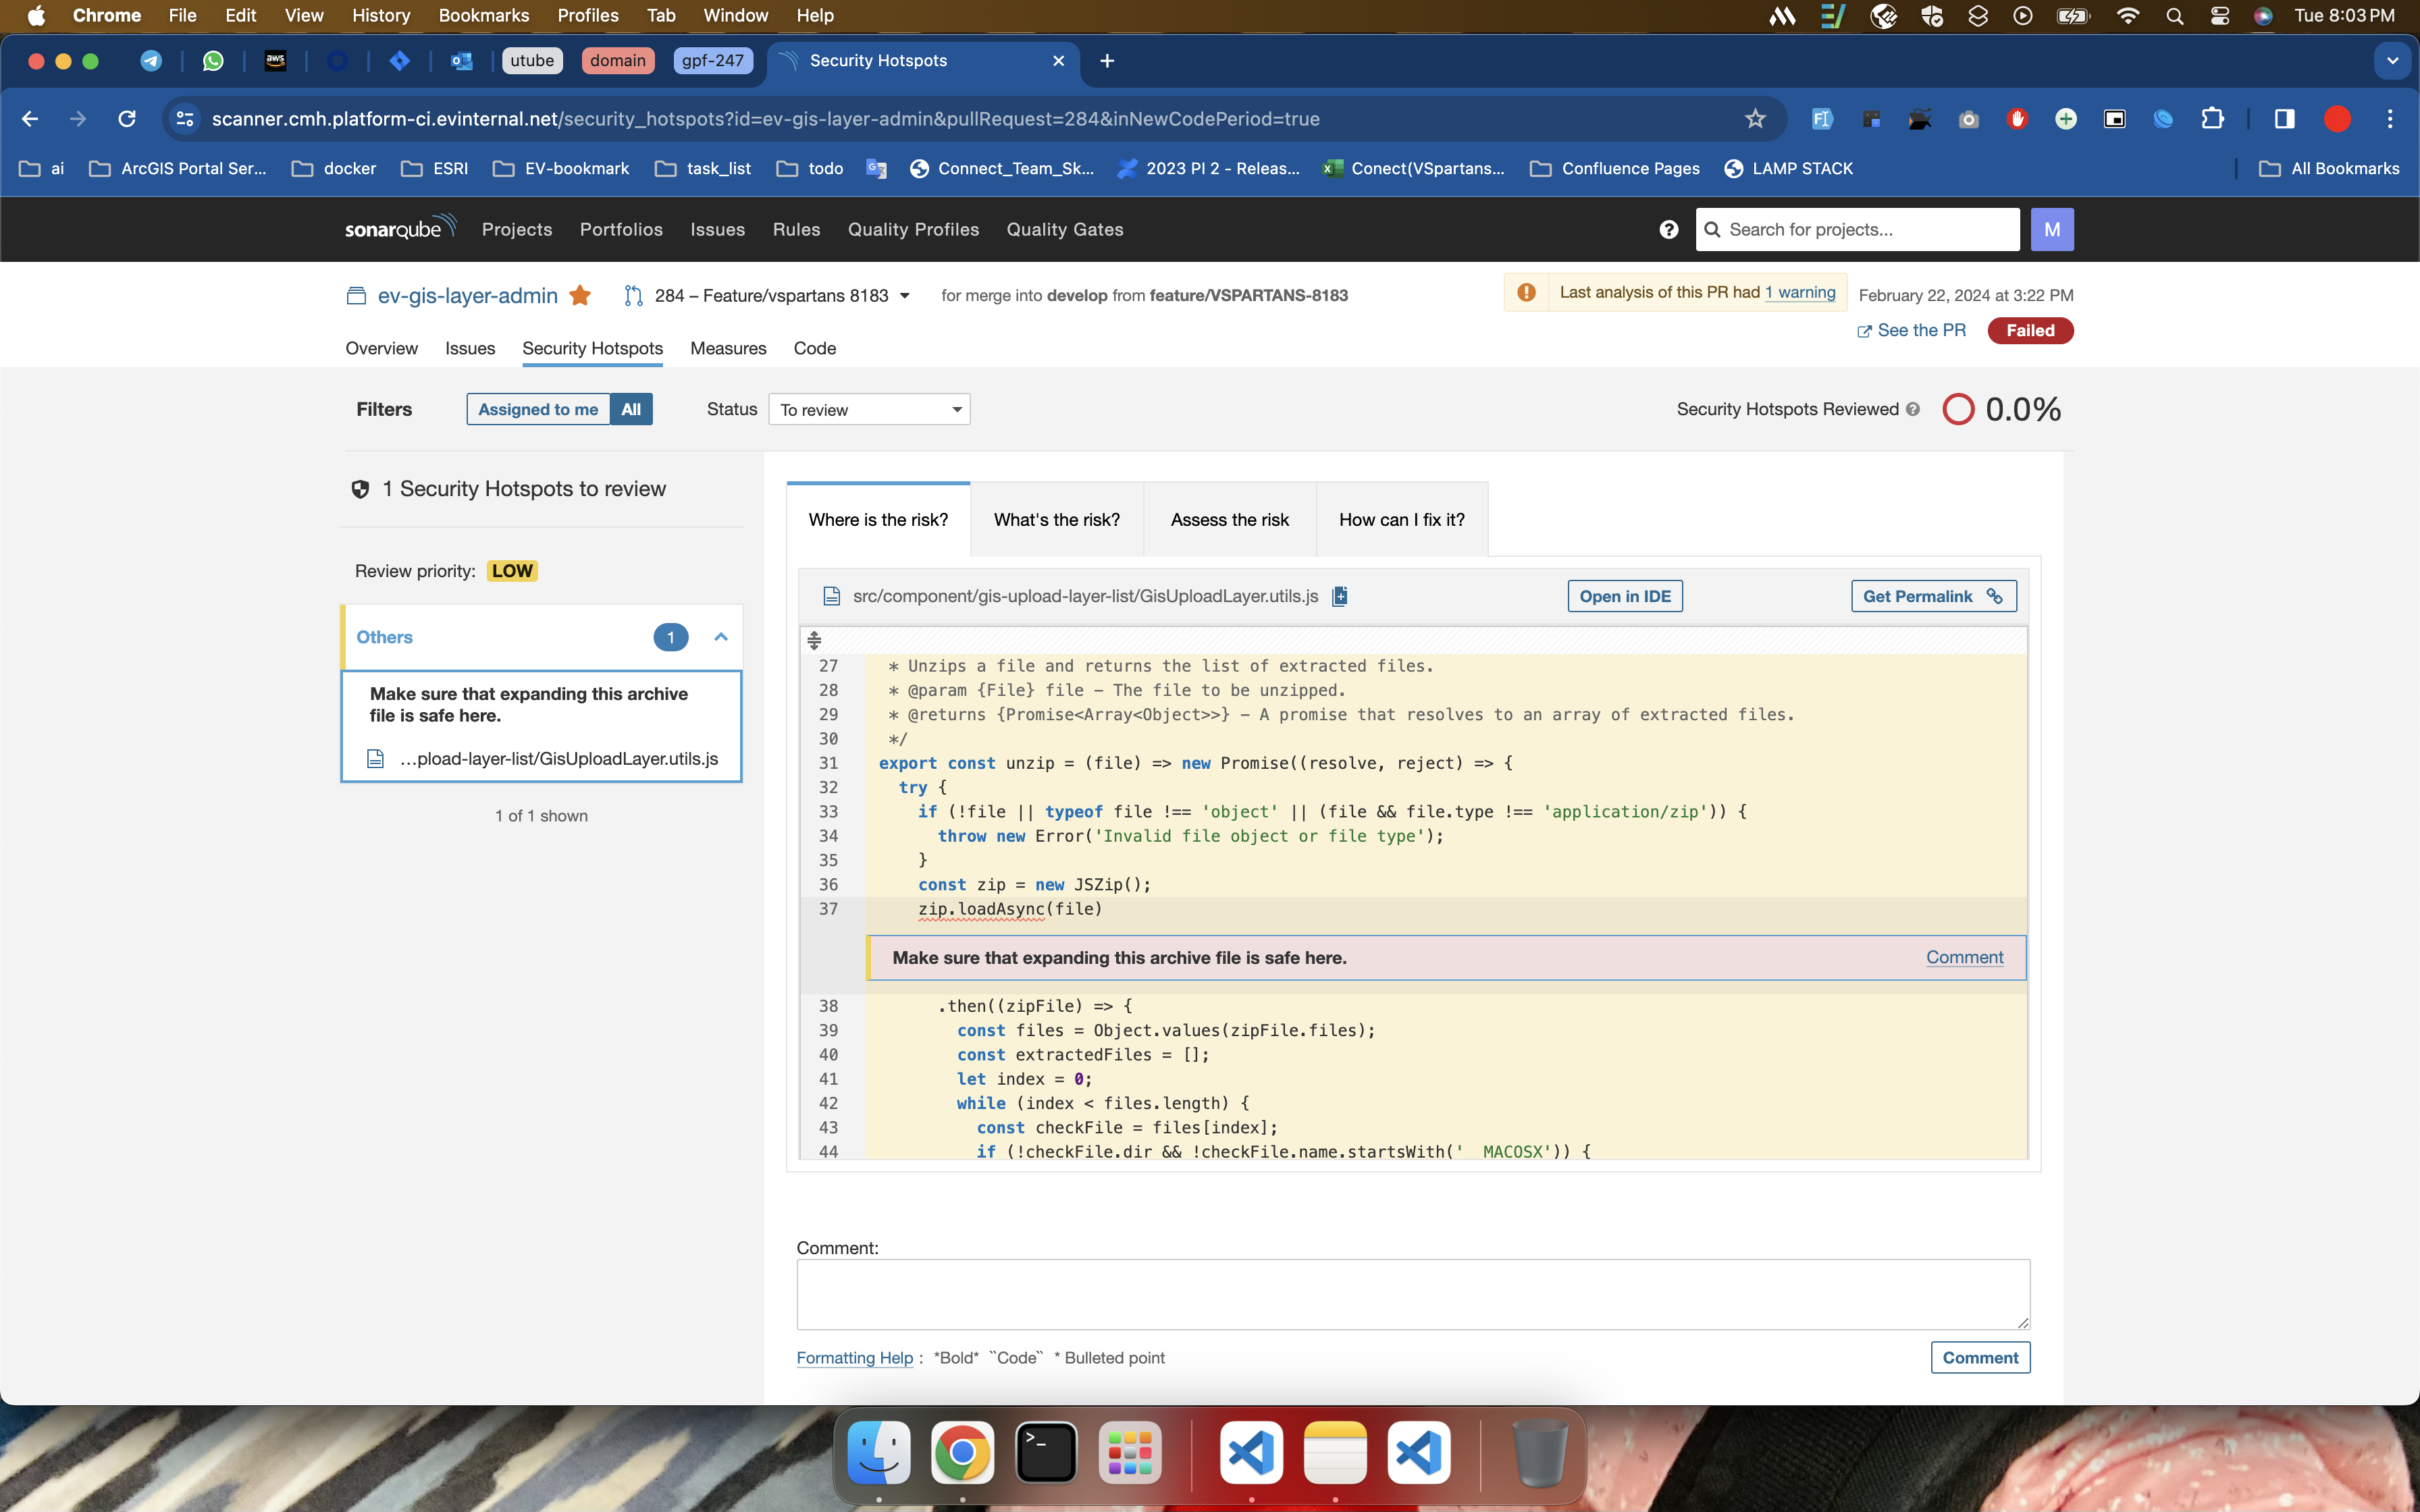 Chrome File Edit View History Bookmarks Profiles Tab Window Help Tue 8:03 PM
aws utube domain gpf-247 Security Hotspots
scanner.cmh.platform-ci.evinternal.net/security_hotspots?id=ev-gis-layer-admin&pullRequest=284&inNewCodePeriod=true
ai ArcGIS Portal Ser... docker ESRI EV-bookmark task_list todo Connect_Team_Sk... 2023 PI 2 - Releas... Conect(VSpartans... Confluence Pages LAMP STACK All Bookmarks
sonarqube Projects Portfolios Issues Rules Quality Profiles Quality Gates ? Search for projects... M
ev-gis-layer-admin 284 – Feature/vspartans 8183 for merge into develop from feature/VSPARTANS-8183 Last analysis of this PR had 1 warning February 22, 2024 at 3:22 PM
See the PR Failed
Overview Issues Security Hotspots Measures Code
Filters Assigned to me All Status To review Security Hotspots Reviewed ? 0.0%
1 Security Hotspots to review
Review priority: LOW
Others 1
Make sure that expanding this archive
file is safe here.
...pload-layer-list/GisUploadLayer.utils.js
1 of 1 shown
Where is the risk? What's the risk? Assess the risk How can I fix it?
src/component/gis-upload-layer-list/GisUploadLayer.utils.js Open in IDE Get Permalink
27 * Unzips a file and returns the list of extracted files.
28 * @param {File} file – The file to be unzipped.
29 * @returns {Promise<Array<Object>>} – A promise that resolves to an array of extracted files.
30 */
31 export const unzip = (file) => new Promise((resolve, reject) => {
32 try {
33 if (!file || typeof file !== 'object' || (file && file.type !== 'application/zip')) {
34 throw new Error('Invalid file object or file type');
35 }
36 const zip = new JSZip();
37 zip.loadAsync(file)
Make sure that expanding this archive file is safe here. Comment
38 .then((zipFile) => {
39 const files = Object.values(zipFile.files);
40 const extractedFiles = [];
41 let index = 0;
42 while (index < files.length) {
43 const checkFile = files[index];
44 if (!checkFile.dir && !checkFile.name.startsWith('__MACOSX')) {
Comment:
Formatting Help : *Bold* ``Code`` * Bulleted point
Comment